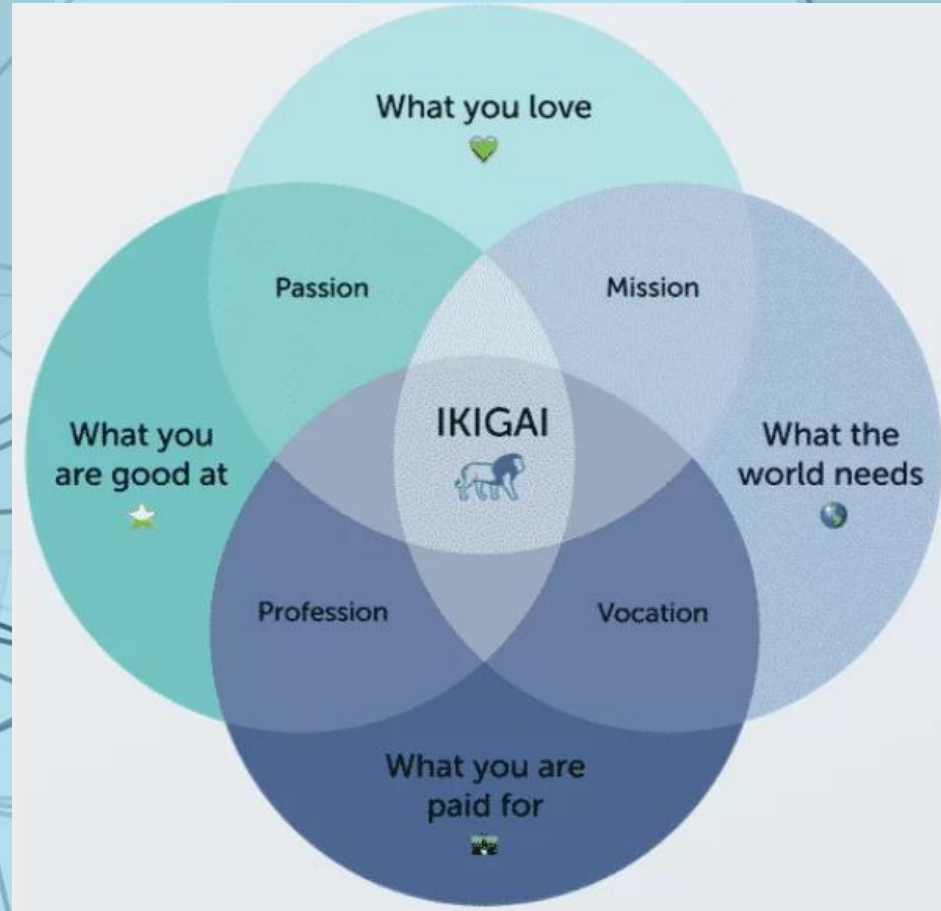 What you love
Passion
Mission
IKIGAI
What you
are good at
What the
world needs
Profession
Vocation
What you are
paid for